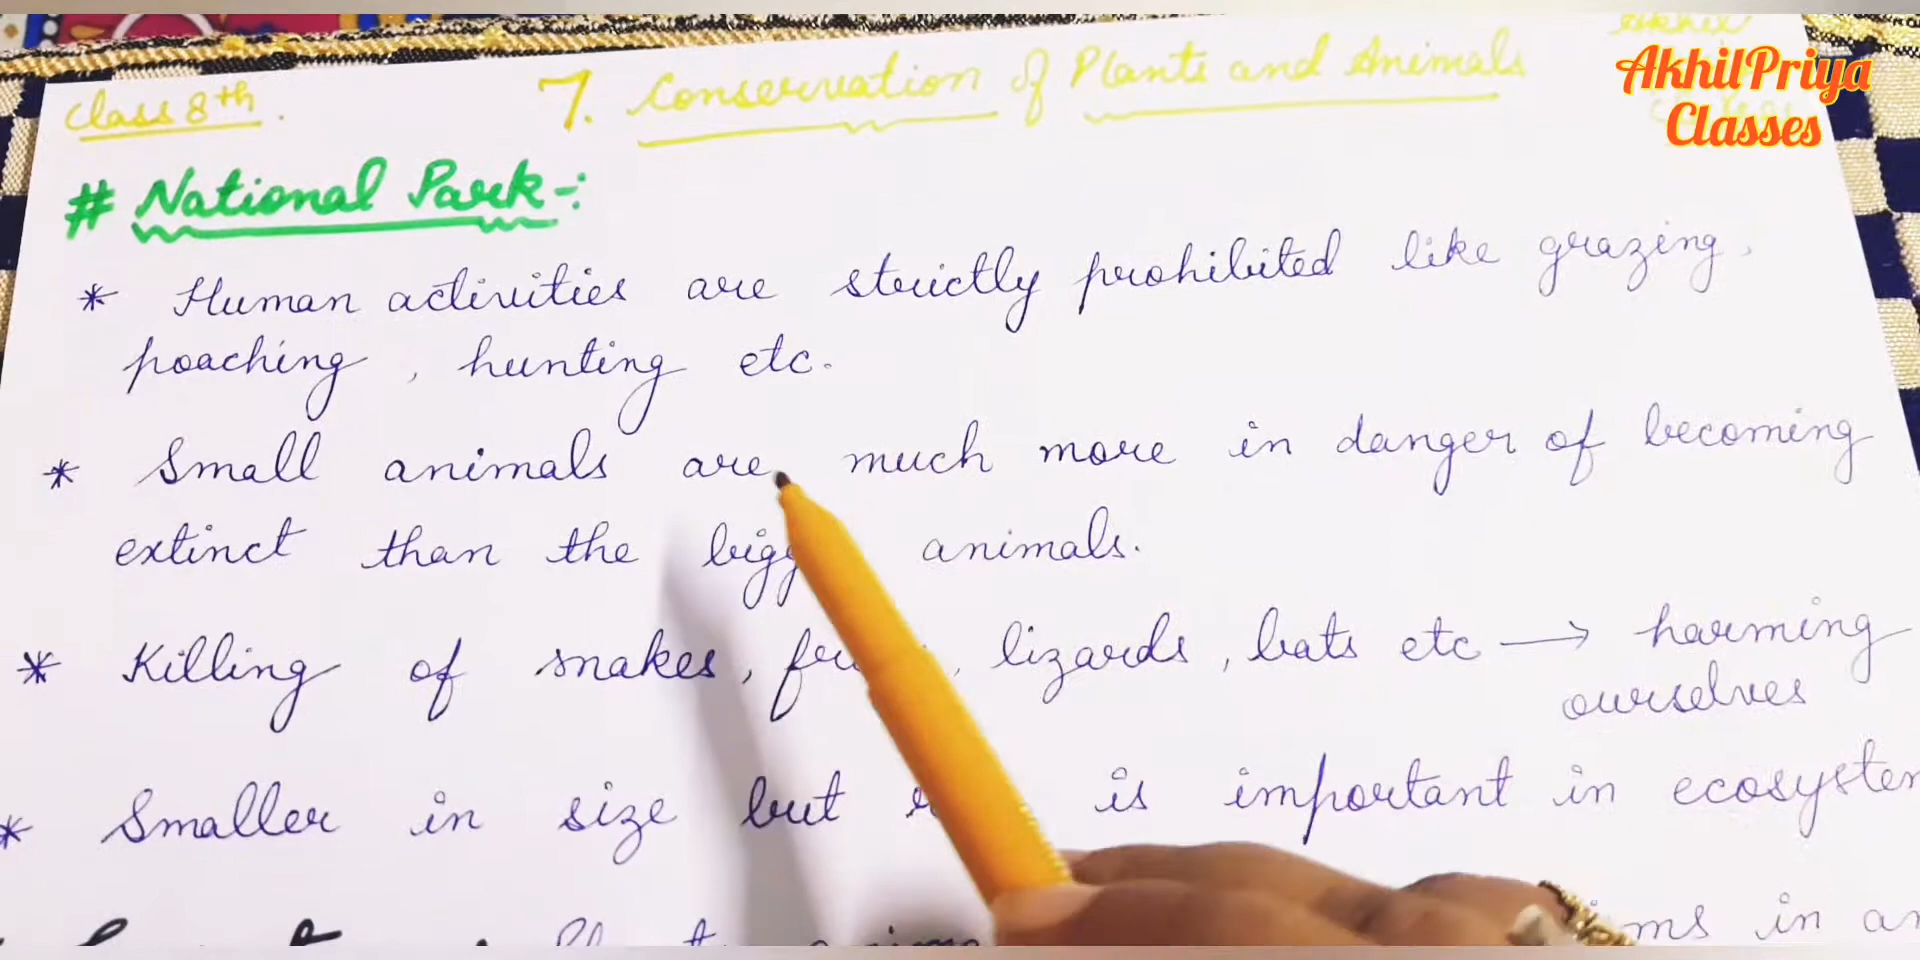 Class 8th.
7. Conservation of Plants and Animals
AkhilPriya
Classes
# National Park-:
* Human activities are strictly prohibited like grazing,
poaching, hunting etc.
* Small animals are much more in danger of becoming
extinct than the animals.
* Killing of snakes, lizards, bats etc → harming
ourselves
* Smaller in size but is important in
in